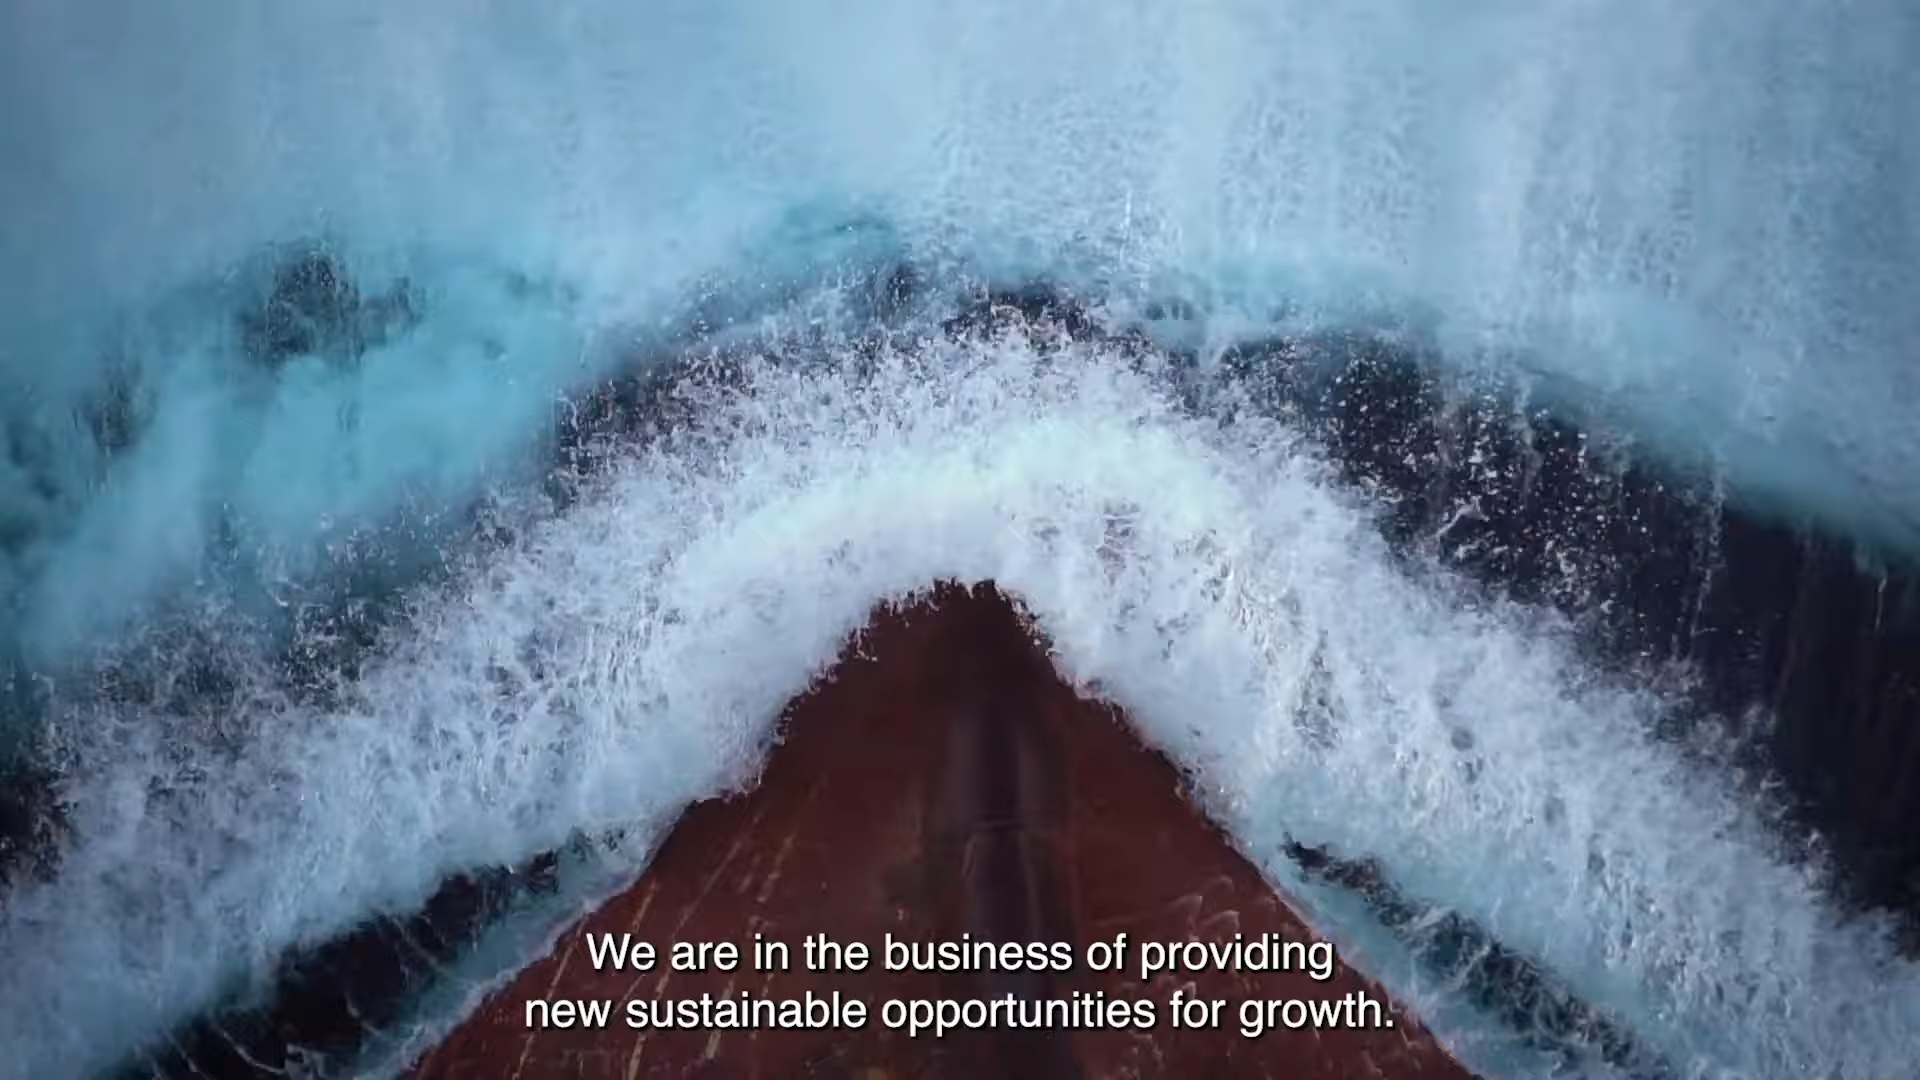 We are in the business of providing
new sustainable opportunities for growth.